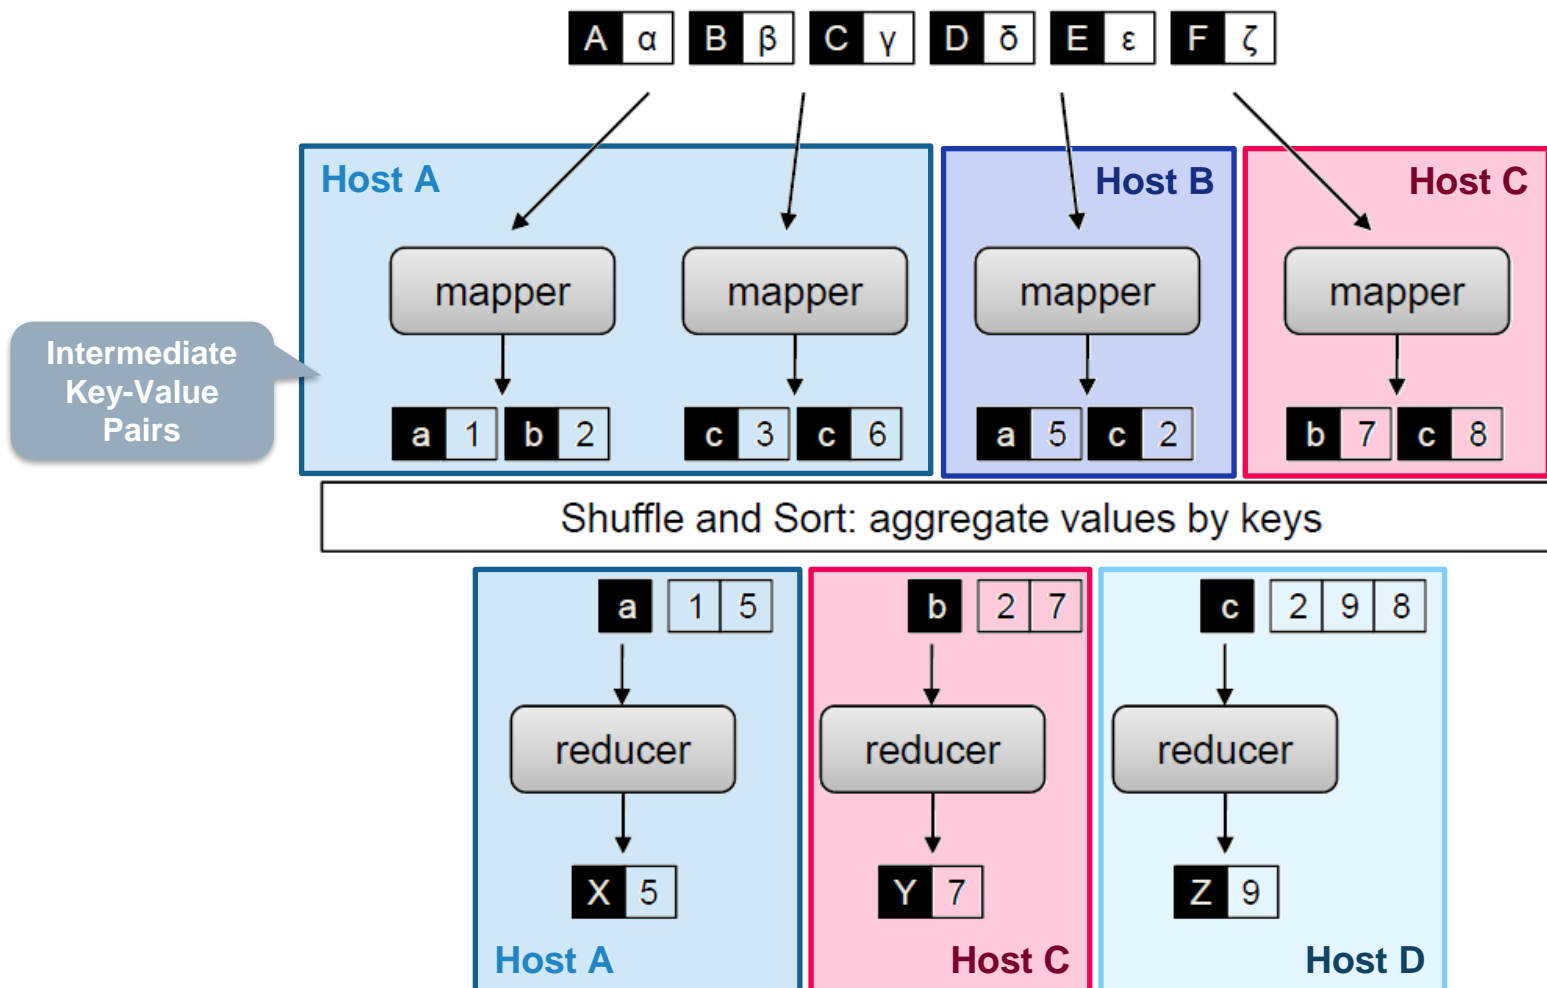 A α B β C γ D δ E ε F ζ
Host A
Host B
Host C
mapper mapper mapper mapper
Intermediate
Key-Value
Pairs
a 1 b 2 c 3 c 6 a 5 c 2 b 7 c 8
Shuffle and Sort: aggregate values by keys
a 1 5 b 2 7 c 2 9 8
reducer reducer reducer
X 5 Y 7 Z 9
Host A
Host C
Host D